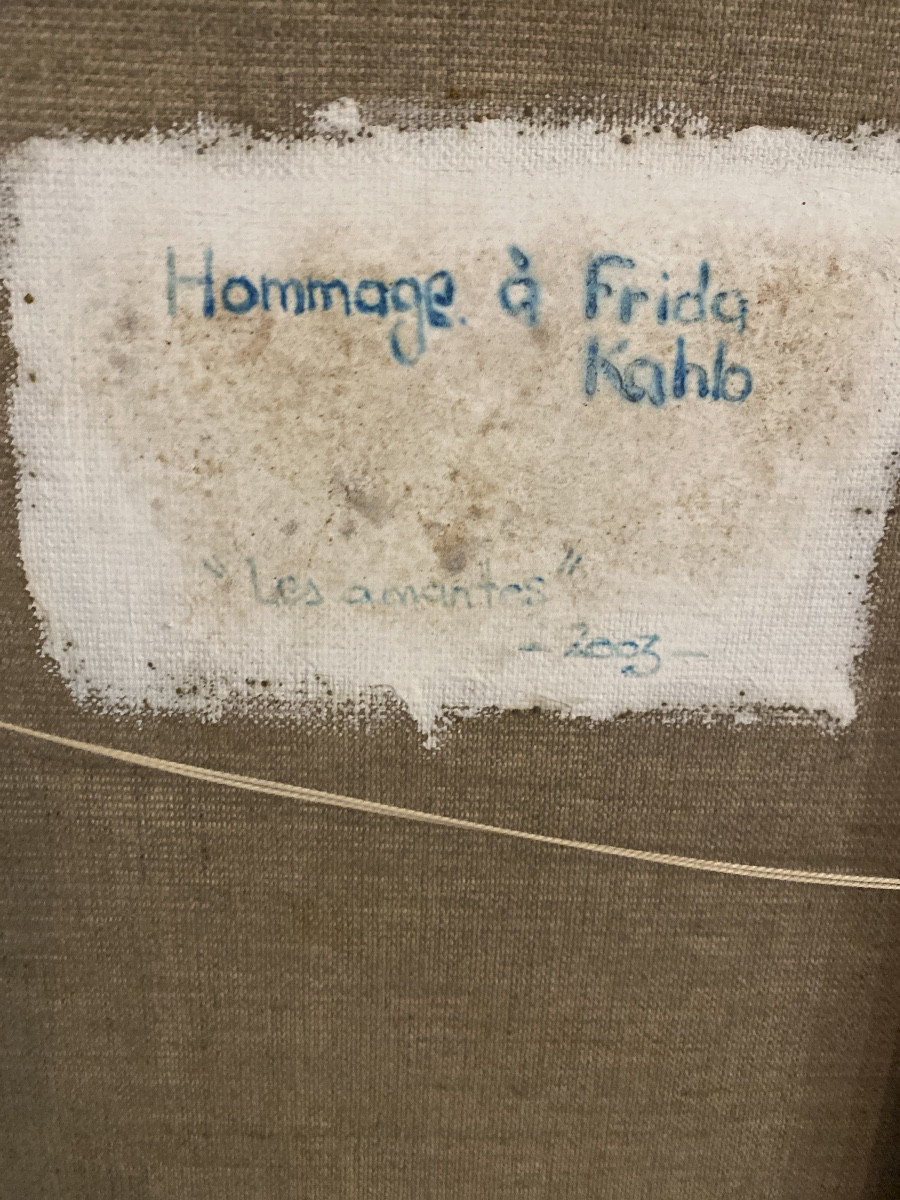 Hommage à Frida
Kahlo
"Les amantes"
- 2003 -